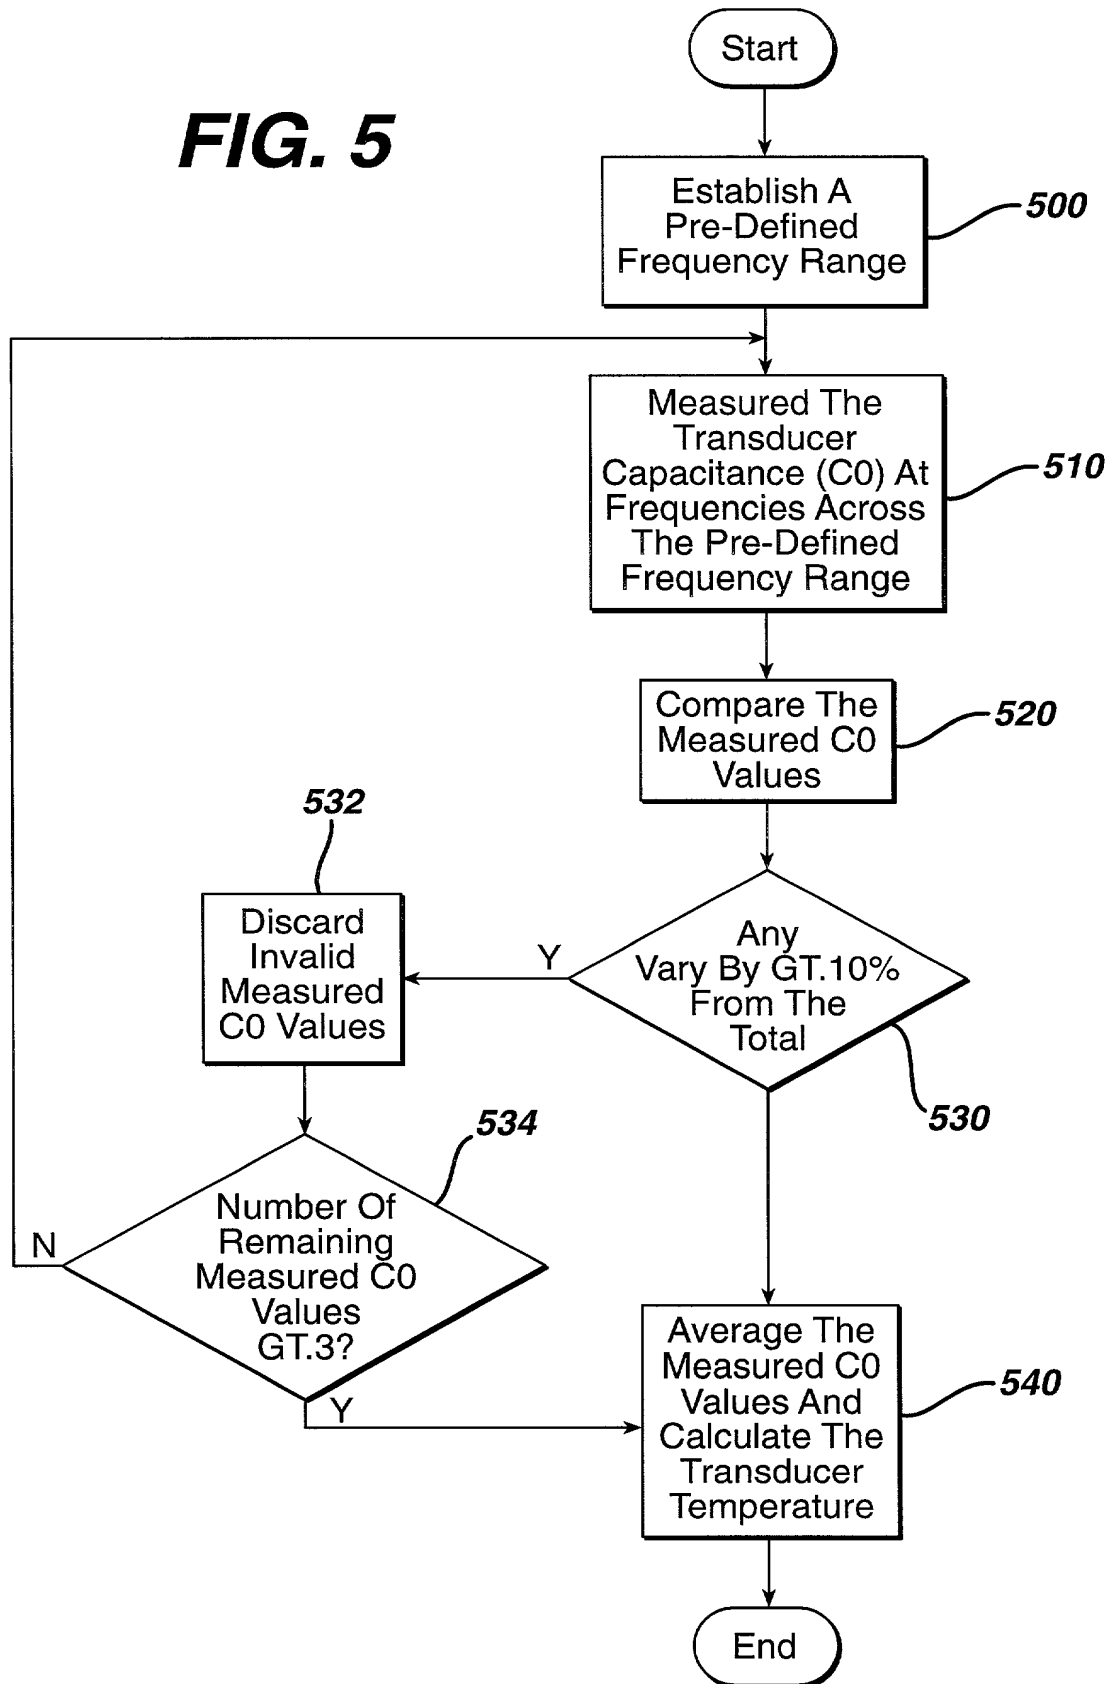 Start
FIG. 5
Establish A
Pre-Defined
Frequency Range
500
Measured The
Transducer
Capacitance (C0) At
Frequencies Across
The Pre-Defined
Frequency Range
510
Compare The
Measured C0
Values
520
532
Discard
Invalid
Measured
C0 Values
Y
Any
Vary By GT.10%
From The
Total
530
534
Number Of
Remaining
Measured C0
Values
GT.3?
N
Y
Average The
Measured C0
Values And
Calculate The
Transducer
Temperature
540
End